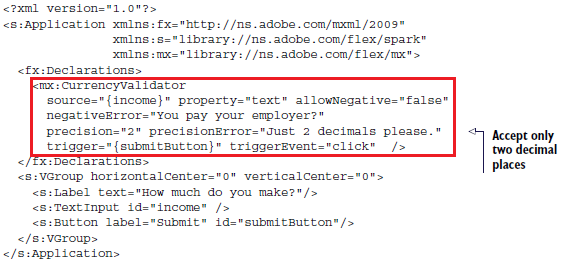 <?xml version="1.0"?>
<s:Application xmlns:fx="http://ns.adobe.com/mxml/2009"
xmlns:s="library://ns.adobe.com/flex/spark"
xmlns:mx="library://ns.adobe.com/flex/mx">
<fx:Declarations>
<mx:CurrencyValidator
source="{income}" property="text" allowNegative="false"
negativeError="You pay your employer?"
precision="2" precisionError="Just 2 decimals please."
trigger="{submitButton}" triggerEvent="click" />
</fx:Declarations>
<s:VGroup horizontalCenter="0" verticalCenter="0">
<s:Label text="How much do you make?"/>
<s:TextInput id="income" />
<s:Button label="Submit" id="submitButton"/>
</s:VGroup>
</s:Application>
Accept only
two decimal
places